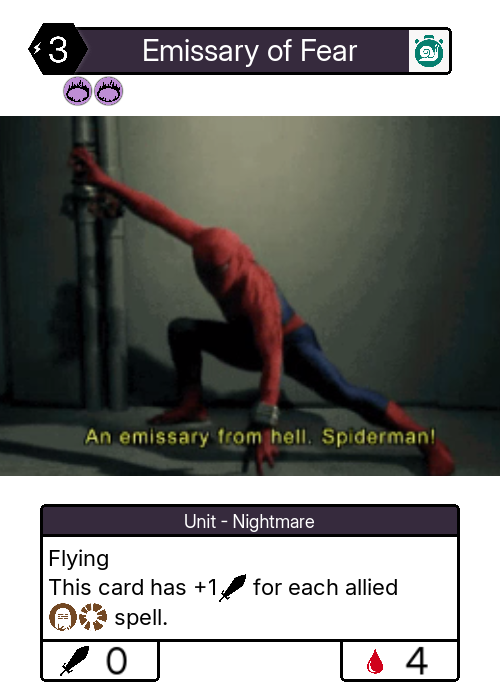 3
Emissary of Fear
An emissary from hell. Spiderman!
Unit - Nightmare
Flying
This card has +1 for each allied
spell.
0
4